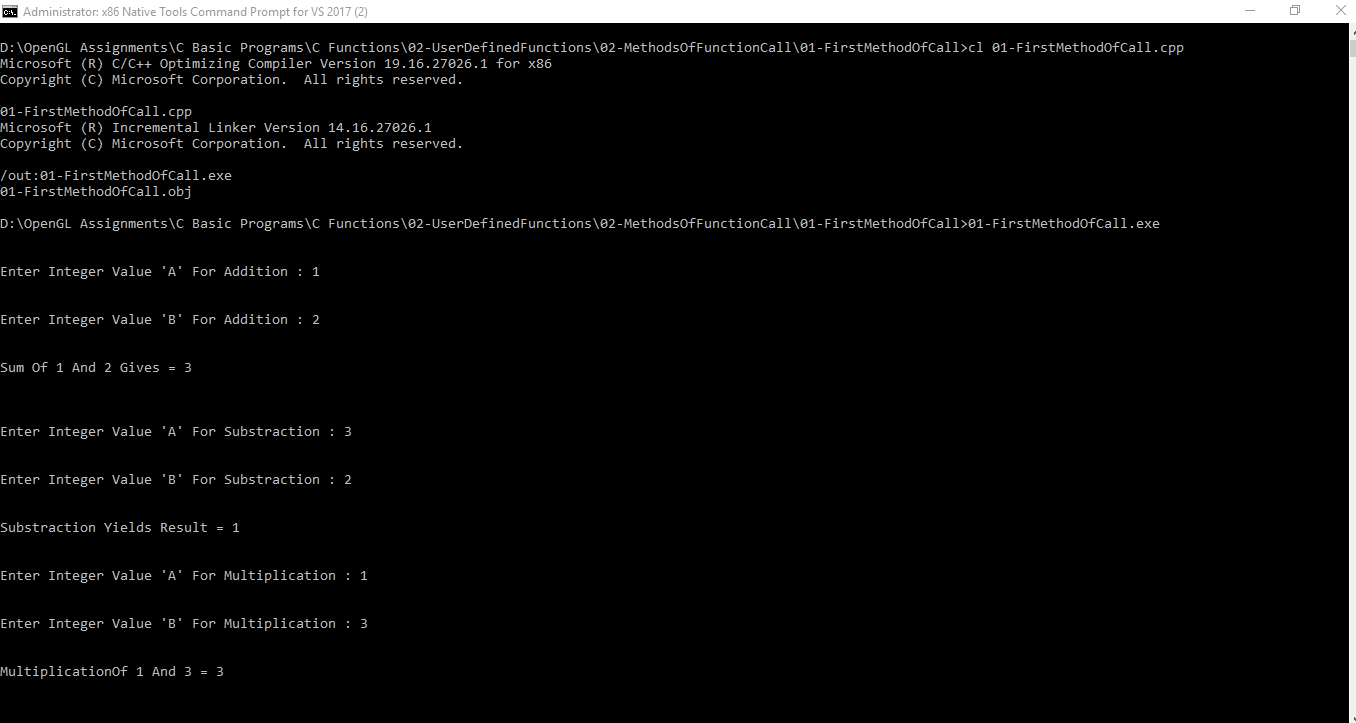 Administrator: x86 Native Tools Command Prompt for VS 2017 (2)
D:\OpenGL Assignments\C Basic Programs\C Functions\02-UserDefinedFunctions\02-MethodsOfFunctionCall\01-FirstMethodOfCall>cl 01-FirstMethodOfCall.cpp
Microsoft (R) C/C++ Optimizing Compiler Version 19.16.27026.1 for x86
Copyright (C) Microsoft Corporation.  All rights reserved.
01-FirstMethodOfCall.cpp
Microsoft (R) Incremental Linker Version 14.16.27026.1
Copyright (C) Microsoft Corporation.  All rights reserved.
/out:01-FirstMethodOfCall.exe
01-FirstMethodOfCall.obj
D:\OpenGL Assignments\C Basic Programs\C Functions\02-UserDefinedFunctions\02-MethodsOfFunctionCall\01-FirstMethodOfCall>01-FirstMethodOfCall.exe
Enter Integer Value 'A' For Addition : 1
Enter Integer Value 'B' For Addition : 2
Sum Of 1 And 2 Gives = 3
Enter Integer Value 'A' For Substraction : 3
Enter Integer Value 'B' For Substraction : 2
Substraction Yields Result = 1
Enter Integer Value 'A' For Multiplication : 1
Enter Integer Value 'B' For Multiplication : 3
MultiplicationOf 1 And 3 = 3